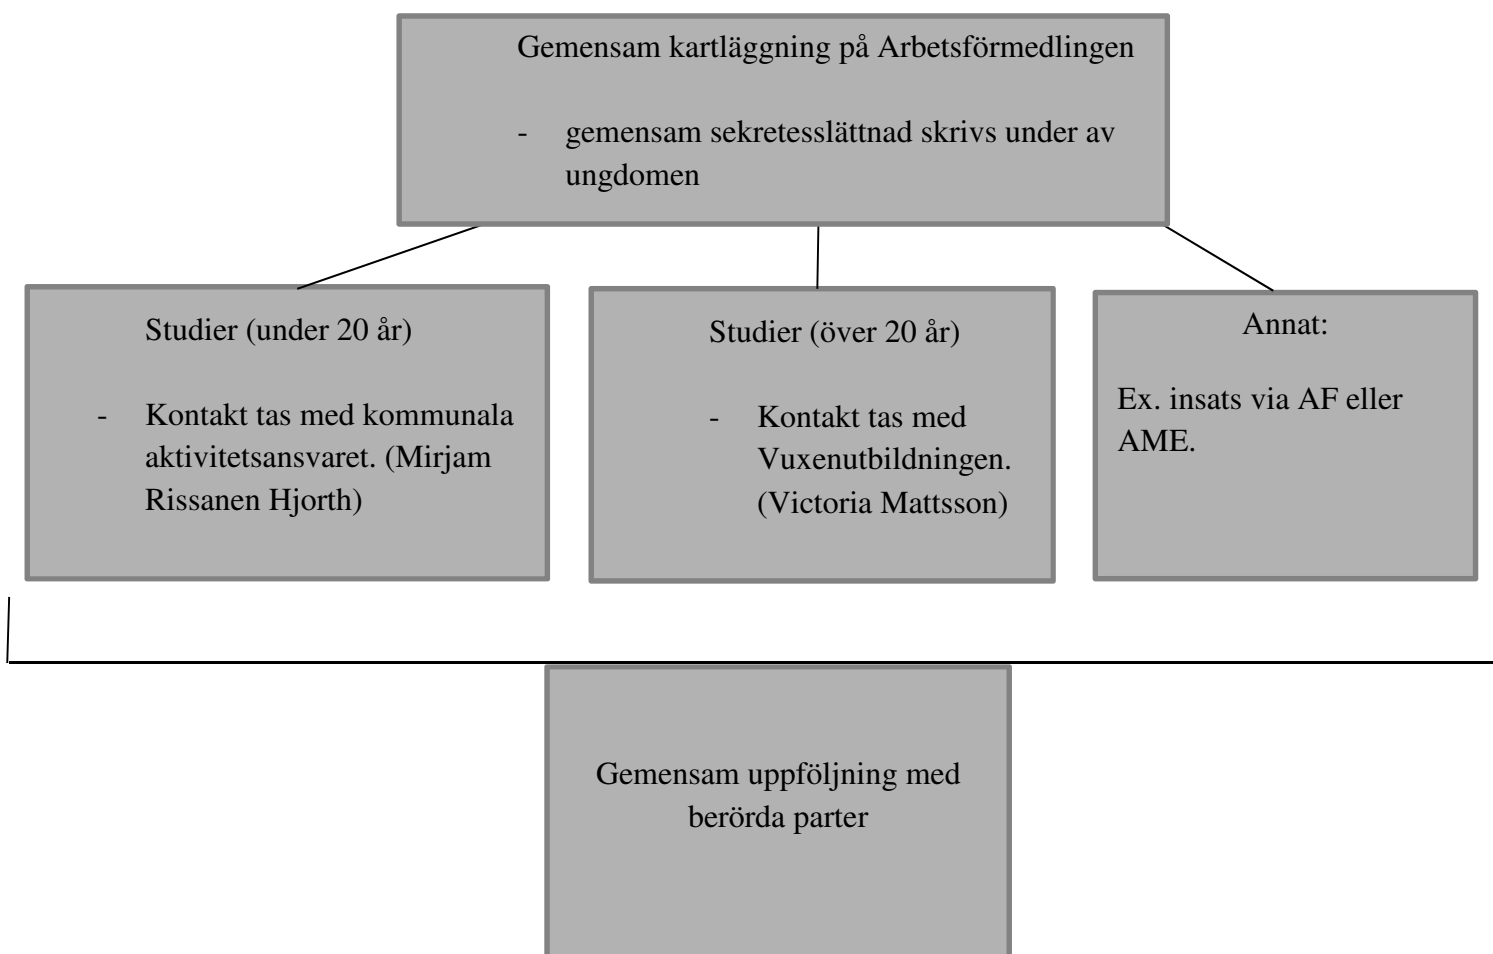 Gemensam kartläggning på Arbetsförmedlingen
- gemensam sekretesslättnad skrivs under av
ungdomen
Studier (under 20 år)
- Kontakt tas med kommunala
aktivitetsansvaret. (Mirjam
Rissanen Hjorth)
Studier (över 20 år)
- Kontakt tas med
Vuxenutbildningen.
(Victoria Mattsson)
Annat:
Ex. insats via AF eller
AME.
Gemensam uppföljning med
berörda parter